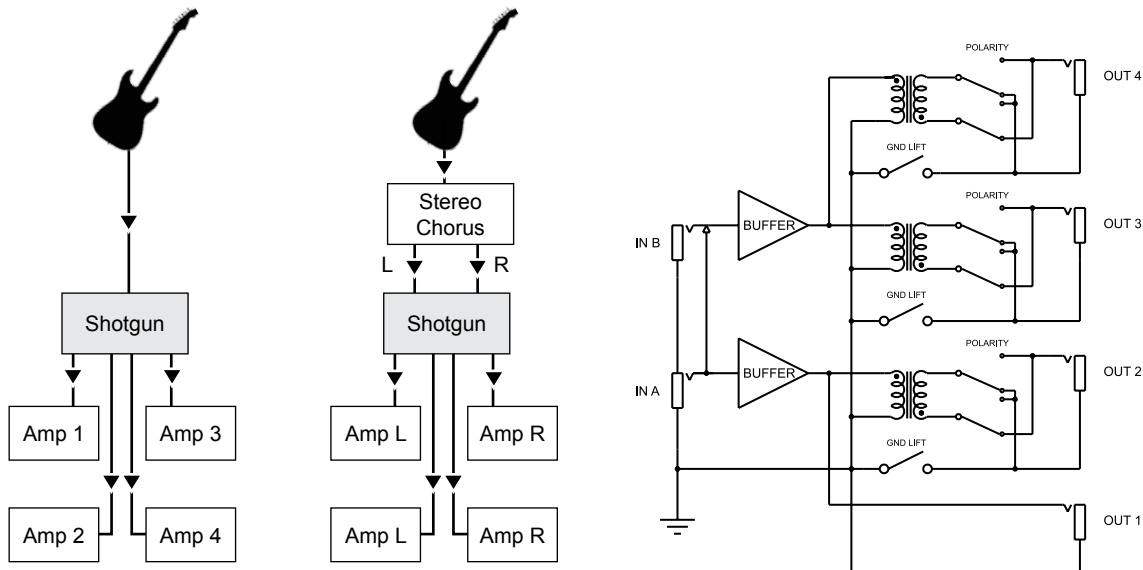 Shotgun
Amp 1
Amp 3
Amp 2
Amp 4
Stereo
Chorus
L
R
Shotgun
Amp L
Amp R
Amp L
Amp R
POLARITY
OUT 4
GND LIFT
POLARITY
OUT 3
IN B
BUFFER
GND LIFT
POLARITY
OUT 2
IN A
BUFFER
GND LIFT
OUT 1